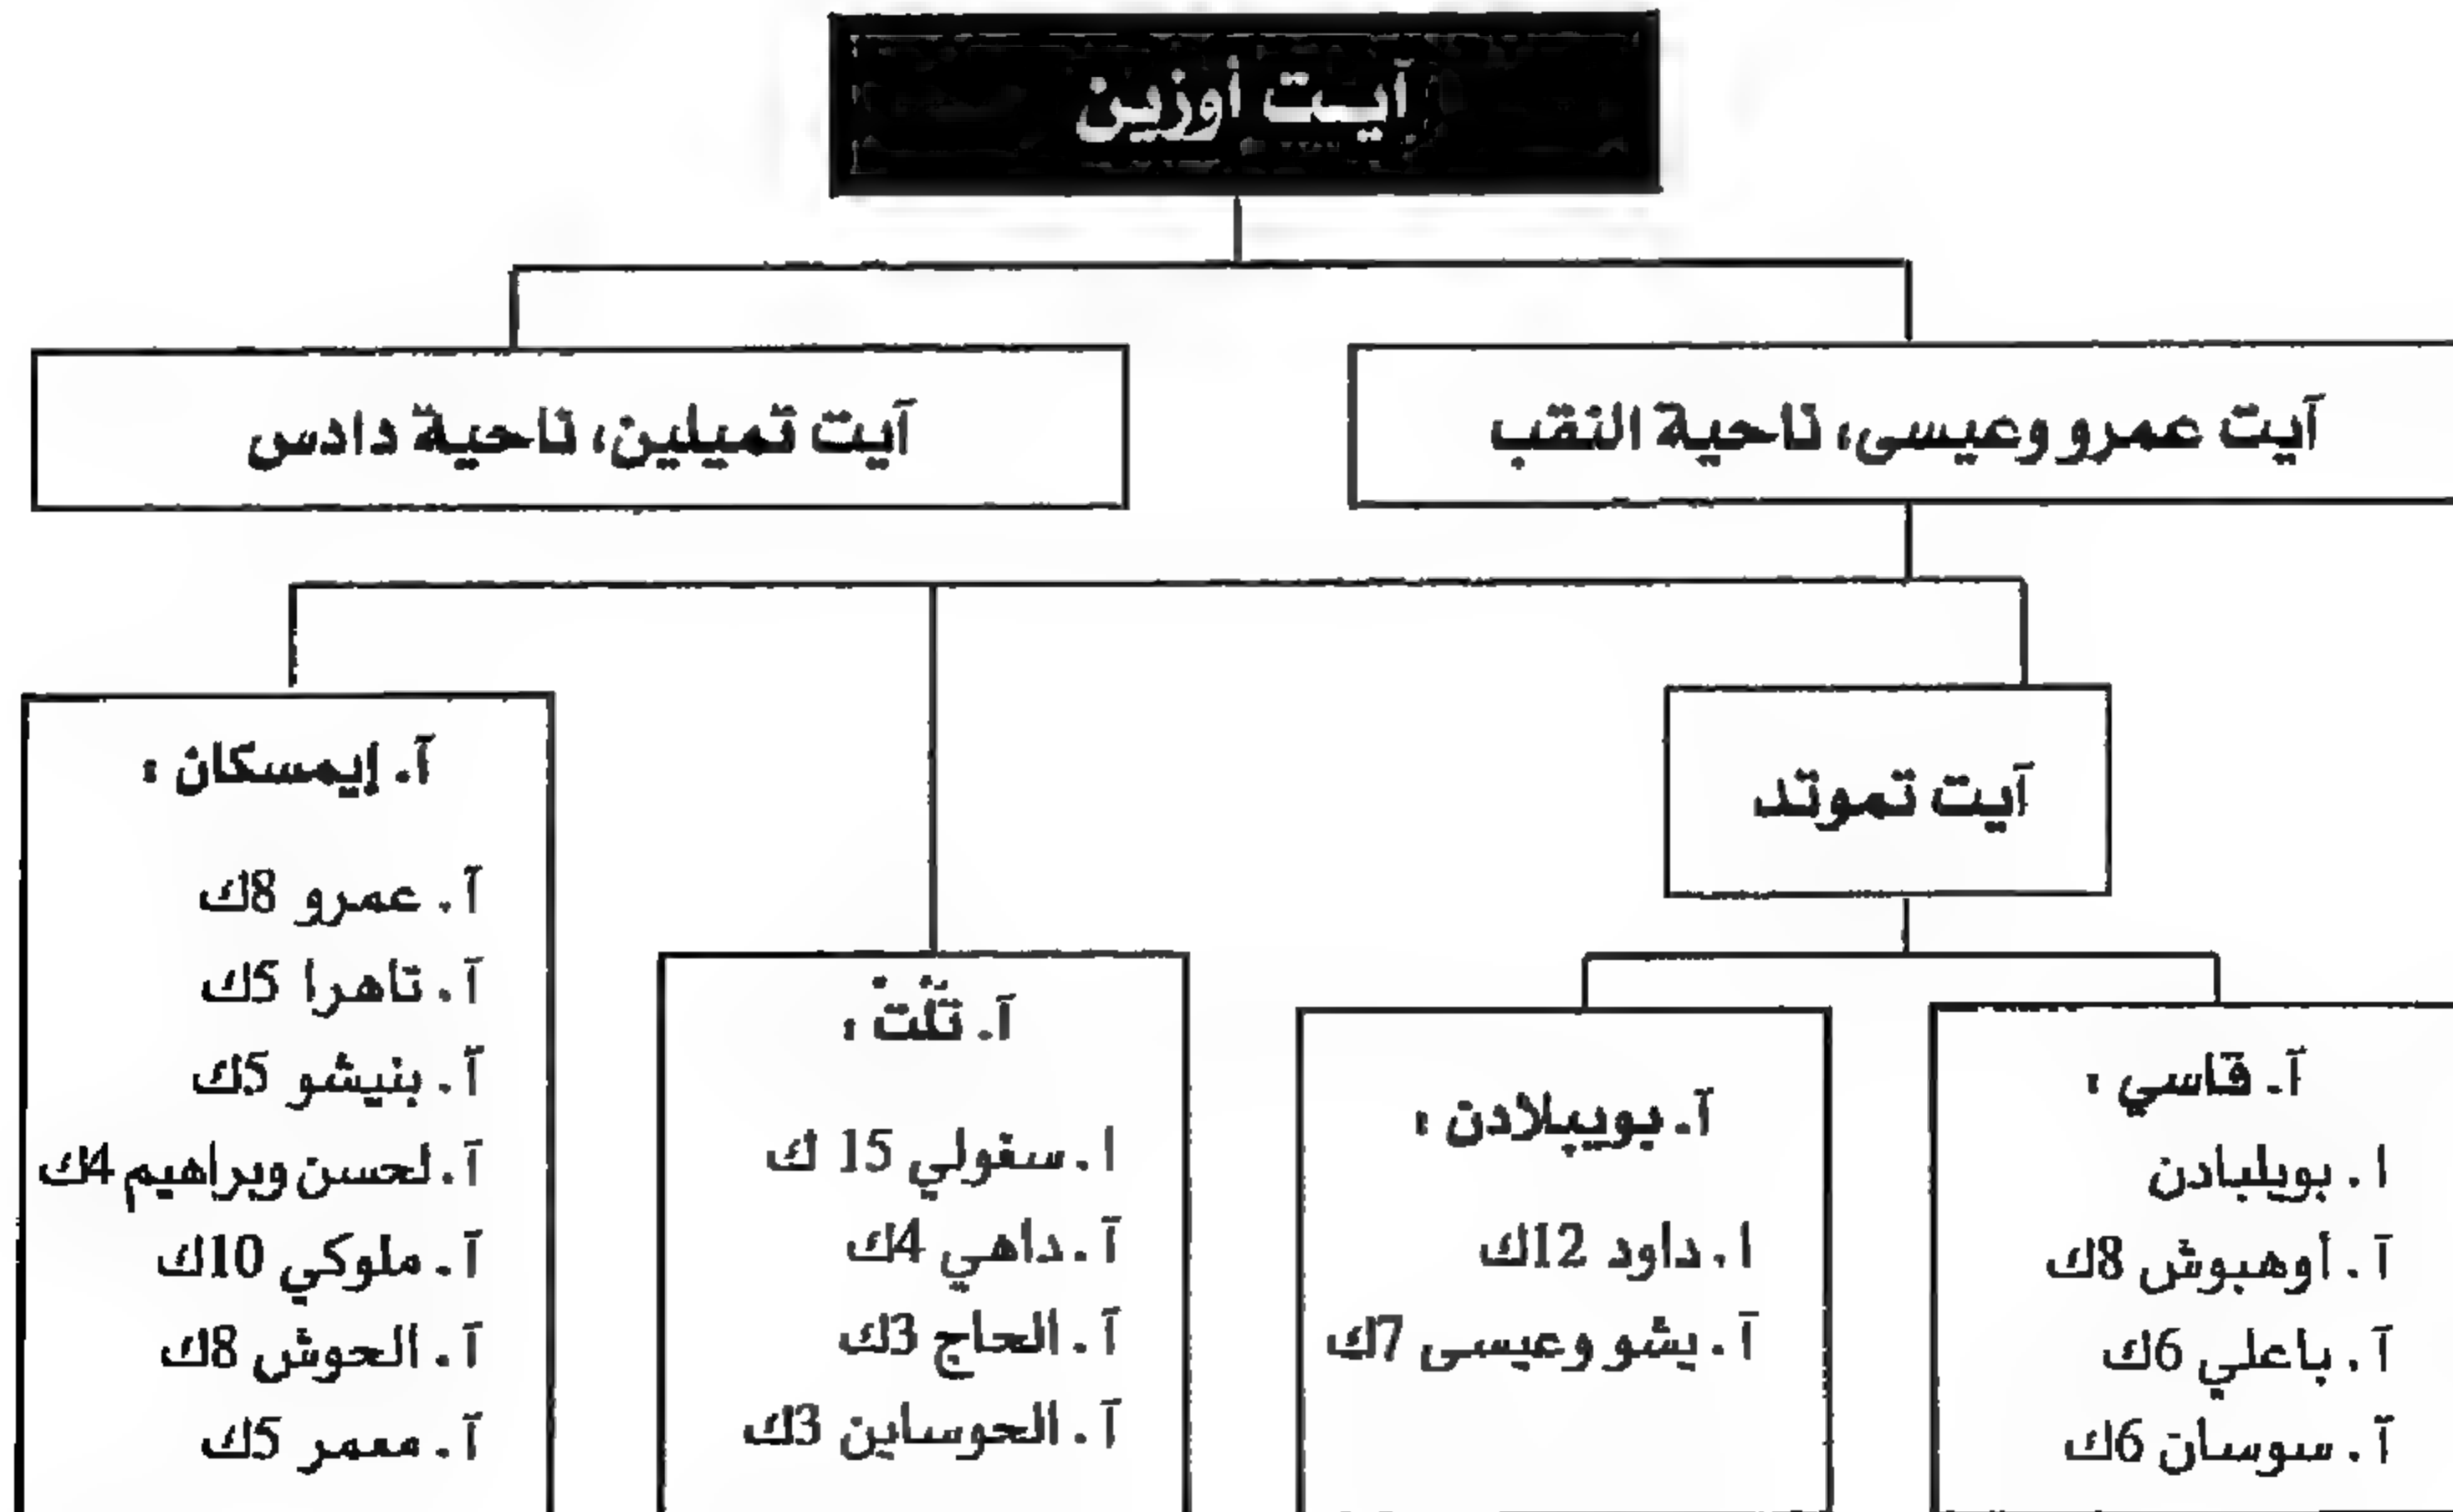 آيت أوزين
آيت عمرو وعيسى، ناحية النقب
آيت تميلين، ناحية دادس
آيت تموتد
آ. قاسي :
ا. بويلبادن
آ. أوهبوش 8ك
آ. باعلي 6ك
آ. سوسان 6ك
آ. بوييلادن :
ا. داود 12ك
آ. يشو وعيسى 7ك
آ. تلت :
ا. سغولي 15 ك
آ. داهي 4ك
آ. الحاج 3ك
آ. الحوساين 3ك
آ. إيمسكان :
آ. عمرو 8ك
آ. تاهرا 5ك
آ. بنيشو 5ك
آ. لحسن وبراهيم 4ك
آ. ملوكي 10ك
آ. الحوش 8ك
آ. معمر 5ك